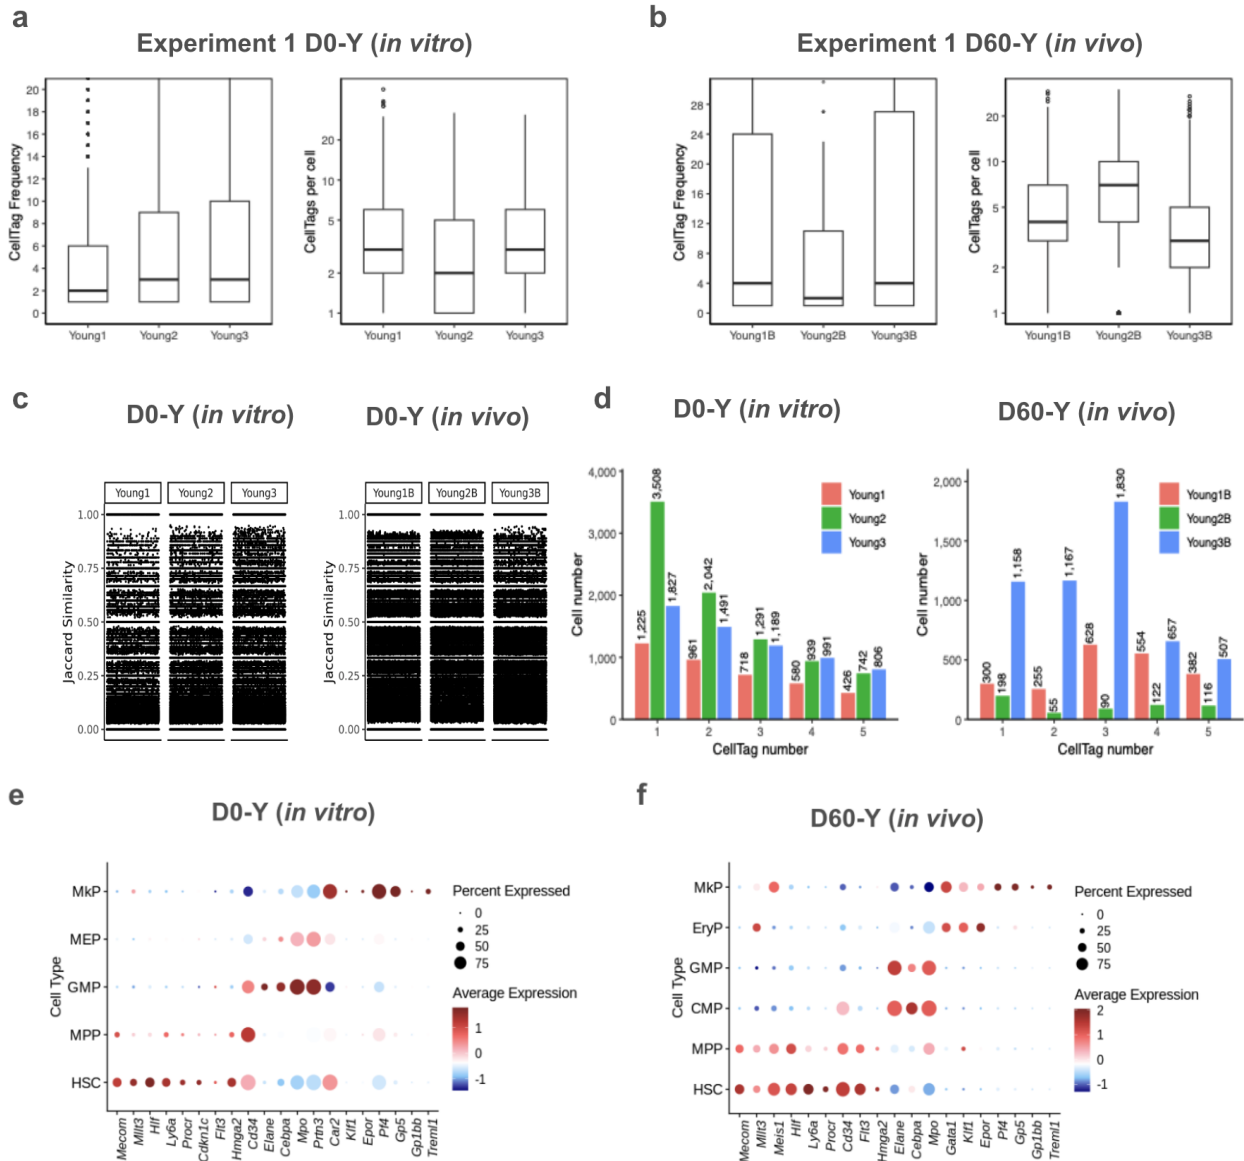 a
Experiment 1 D0-Y (in vitro)
b
Experiment 1 D60-Y (in vivo)
CellTag Frequency
20
18
16
14
12
10
8
6
4
2
0
Young1 Young2 Young3
CellTags per cell
20
10
5
2
1
Young1 Young2 Young3
CellTag Frequency
28
24
20
16
12
8
4
0
Young1B Young2B Young3B
CellTags per cell
20
10
5
2
1
Young1B Young2B Young3B
c
D0-Y (in vitro)
D0-Y (in vivo)
Young1 Young2 Young3
Jaccard Similarity
1.00
0.75
0.50
0.25
0.00
Young1B Young2B Young3B
Jaccard Similarity
1.00
0.75
0.50
0.25
0.00
d
D0-Y (in vitro)
D60-Y (in vivo)
Cell number
4,000
3,000
2,000
1,000
0
1,225 3,508 1,827
961 2,042 1,491
718 1,291 1,189
580 939 991
426 742 806
Young1
Young2
Young3
1 2 3 4 5
CellTag number
Cell number
2,000
1,500
1,000
500
0
300 198 1,158
255 55 1,167
628 90 1,830
554 122 657
382 116 507
Young1B
Young2B
Young3B
1 2 3 4 5
CellTag number
e
D0-Y (in vitro)
Cell Type
MkP
MEP
GMP
MPP
HSC
Mecom Mllt3 Hlf Ly6a Procr Cdkn1c Flt3 Hmga2 Cd34 Elane Cebpa Mpo Prtn3 Car2 Klf1 Epor Pf4 Gp5 Gp1bb Treml1
Percent Expressed
0
25
50
75
Average Expression
1
0
-1
f
D60-Y (in vivo)
Cell Type
MkP
EryP
GMP
CMP
MPP
HSC
Mecom Mllt3 Meis1 Hlf Ly6a Procr Cd34 Flt3 Hmga2 Elane Cebpa Mpo Gata1 Klf1 Epor Pf4 Gp5 Gp1bb Treml1
Percent Expressed
0
25
50
75
Average Expression
2
1
0
-1